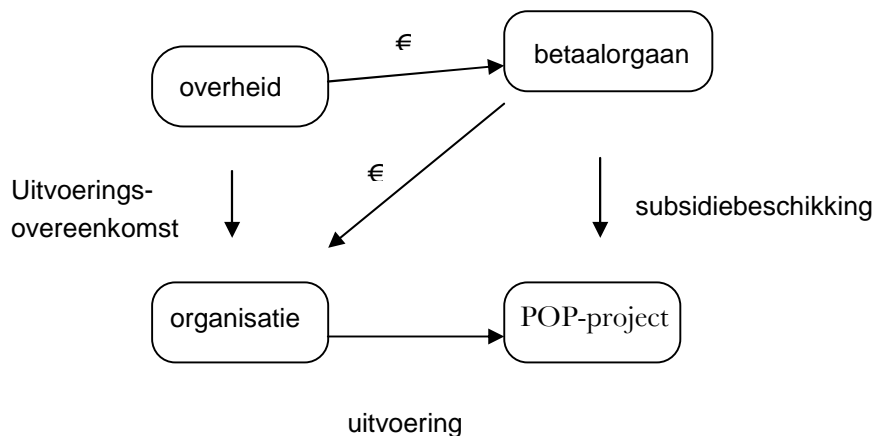 €
betaalorgaan
overheid
€
Uitvoerings-
overeenkomst
subsidiebeschikking
organisatie
POP-project
uitvoering